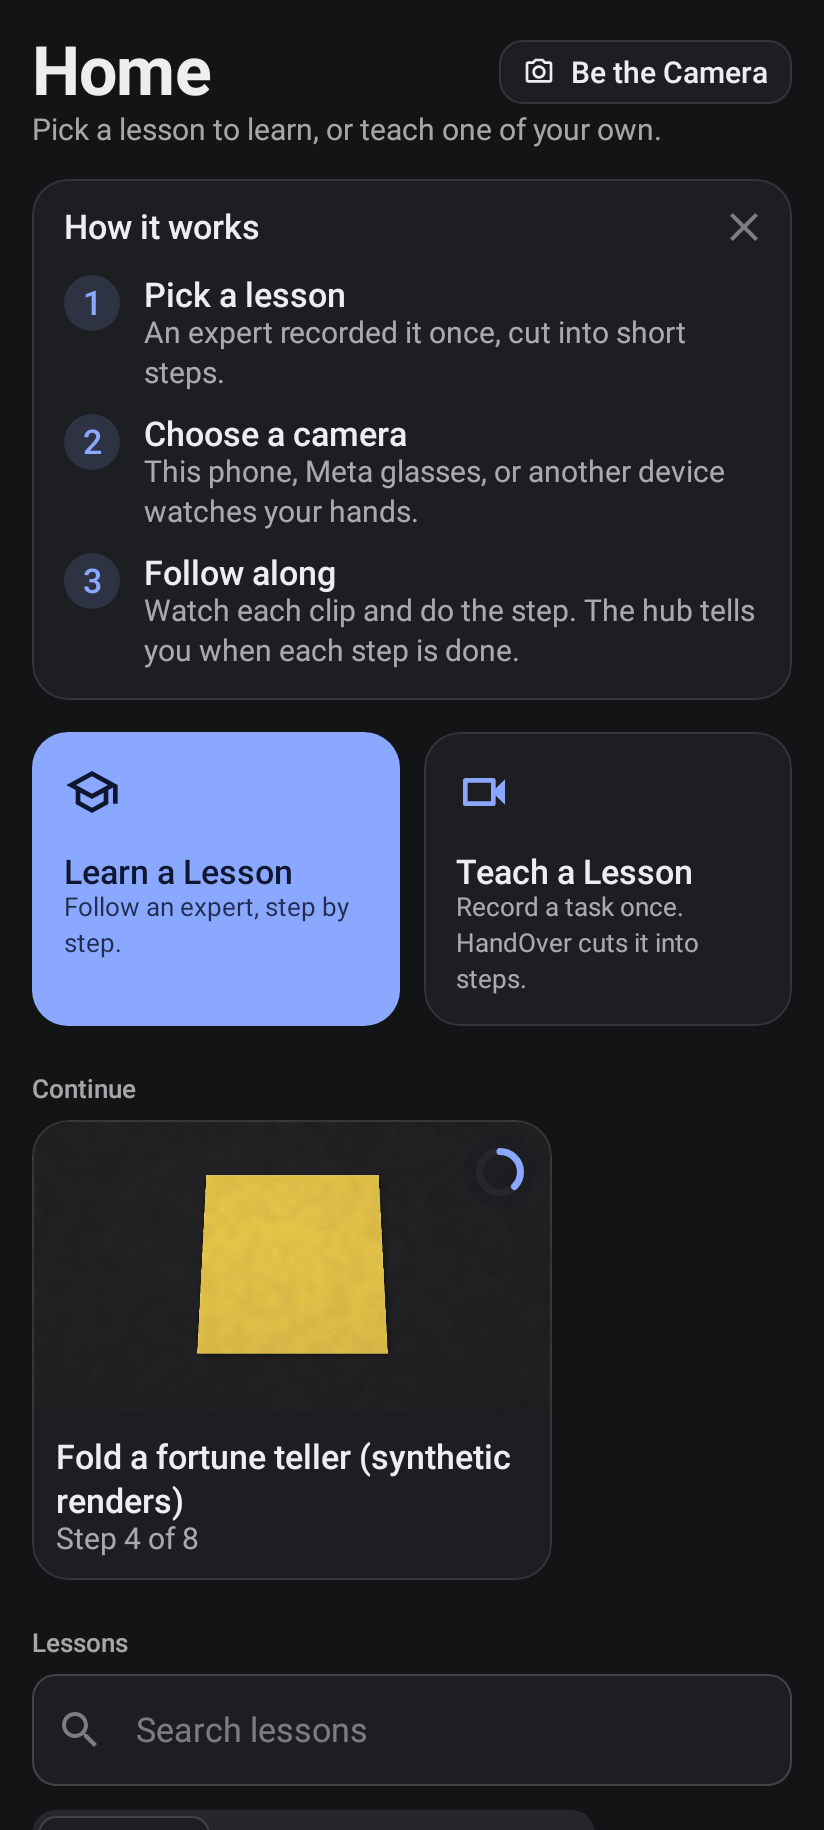 Home
Be the Camera
Pick a lesson to learn, or teach one of your own.
How it works
1
Pick a lesson
An expert recorded it once, cut into short
steps.
2
Choose a camera
This phone, Meta glasses, or another device
watches your hands.
3
Follow along
Watch each clip and do the step. The hub tells
you when each step is done.
Learn a Lesson
Follow an expert, step by
step.
Teach a Lesson
Record a task once.
HandOver cuts it into
steps.
Continue
Fold a fortune teller (synthetic
renders)
Step 4 of 8
Lessons
Search lessons